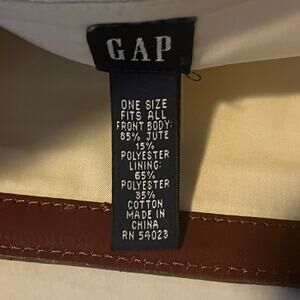 GAP
ONE SIZE
FITS ALL
FRONT BODY:
85% JUTE
15%
POLYESTER
LINING:
65%
POLYESTER
35%
COTTON
MADE IN
CHINA
RN 54023